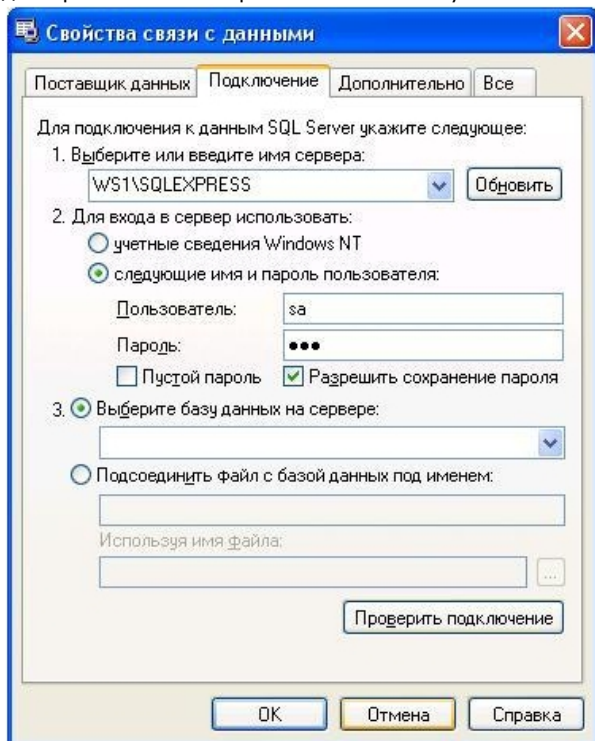 Свойства связи с данными
Поставщик данных Подключение Дополнительно Все
Для подключения к данным SQL Server укажите следующее:
1. Выберите или введите имя сервера:
WS1\SQLEXPRESS Обновить
2. Для входа в сервер использовать:
учетные сведения Windows NT
следующие имя и пароль пользователя:
Пользователь: sa
Пароль: ●●●
Пустой пароль Разрешить сохранение пароля
3. Выберите базу данных на сервере:
Подсоединить файл с базой данных под именем:
Используя имя файла:
...
Проверить подключение
OK Отмена Справка